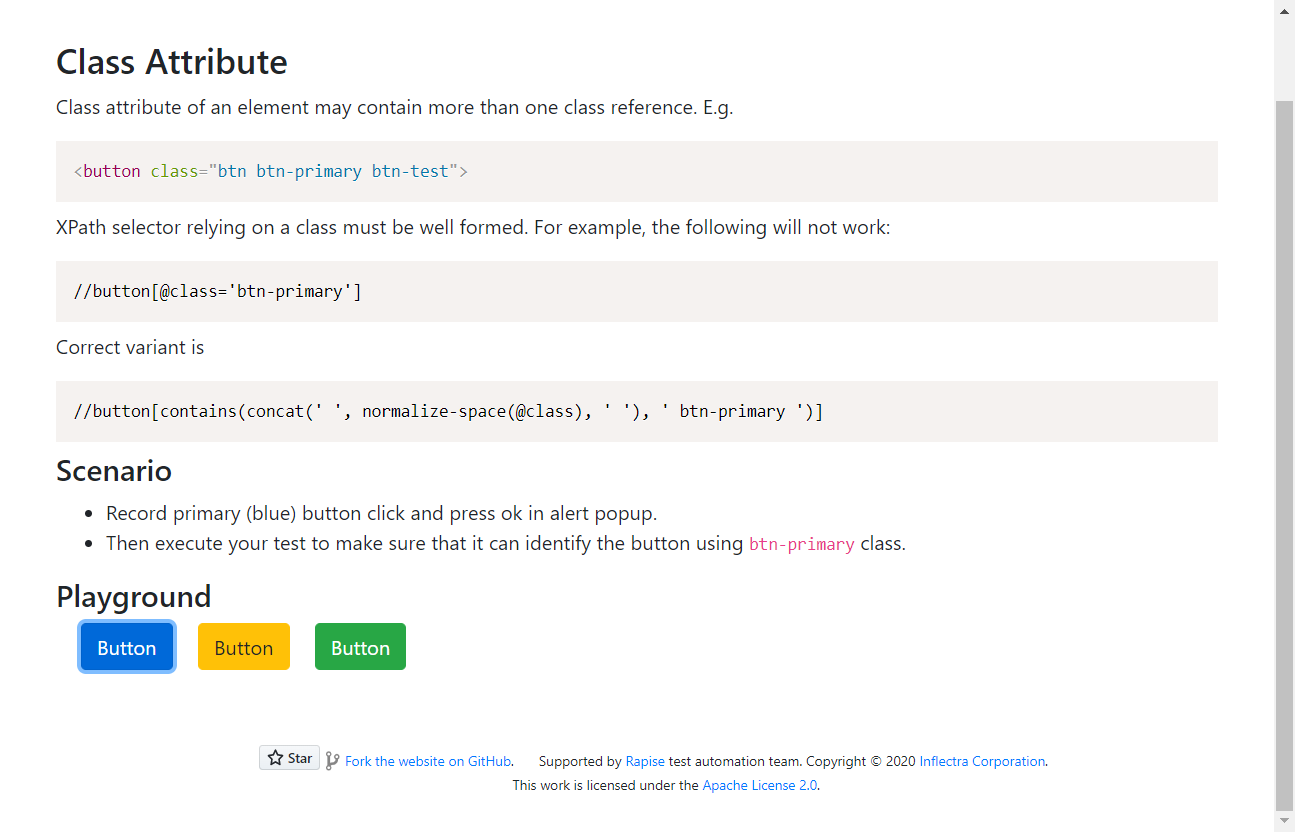 Class Attribute
Class attribute of an element may contain more than one class reference. E.g.
<button class="btn btn-primary btn-test">
XPath selector relying on a class must be well formed. For example, the following will not work:
//button[@class='btn-primary']
Correct variant is
//button[contains(concat(' ', normalize-space(@class), ' '), ' btn-primary ')]
Scenario
• Record primary (blue) button click and press ok in alert popup.
• Then execute your test to make sure that it can identify the button using btn-primary class.
Playground
Button Button Button
Star Fork the website on GitHub. Supported by Rapise test automation team. Copyright © 2020 Inflectra Corporation.
This work is licensed under the Apache License 2.0.